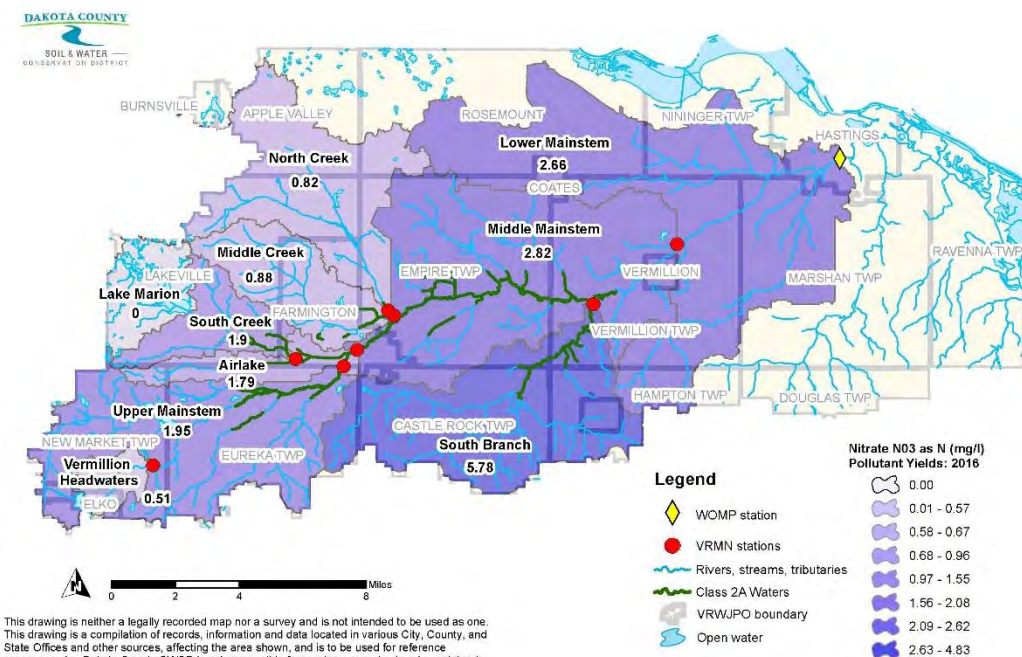 DAKOTA COUNTY
SOIL & WATER
CONSERVATION DISTRICT
BURNSVILLE
APPLE VALLEY
ROSEMOUNT
NININGER TWP
HASTINGS
Lower Mainstem
2.66
North Creek
0.82
COATES
Middle Mainstem
2.82
Middle Creek
0.88
LAKEVILLE
EMPIRE TWP
VERMILLION
MARSHAN TWP
RAVENNA TWP
Lake Marion
0
FARMINGTON
South Creek
1.9
VERMILLION TWP
Airlake
1.79
HAMPTON TWP
DOUGLAS TWP
Upper Mainstem
1.95
CASTLE ROCK TWP
South Branch
5.78
NEW MARKET TWP
EUREKA TWP
Vermillion
Headwaters
0.51
ELKO
Legend
WOMP station
VRMN stations
Rivers, streams, tributaries
Class 2A Waters
VRWJPO boundary
Open water
Nitrate N03 as N (mg/l)
Pollutant Yields: 2016
0.00
0.01 - 0.57
0.58 - 0.67
0.68 - 0.96
0.97 - 1.55
1.56 - 2.08
2.09 - 2.62
2.63 - 4.83
N
Miles
0 2 4 8
This drawing is neither a legally recorded map nor a survey and is not intended to be used as one.
This drawing is a compilation of records, information and data located in various City, County, and
State Offices and other sources, affecting the area shown, and is to be used for reference